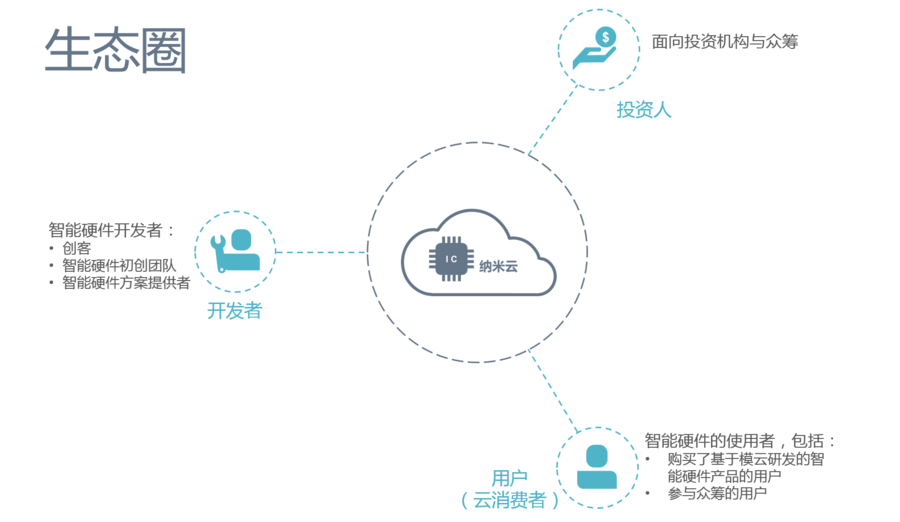 生态圈
面向投资机构与众筹
投资人
智能硬件开发者：
• 创客
• 智能硬件初创团队
• 智能硬件方案提供者
开发者
IC
纳米云
智能硬件的使用者，包括：
• 购买了基于模云研发的智
能硬件产品的用户
• 参与众筹的用户
用户
（云消费者）
$